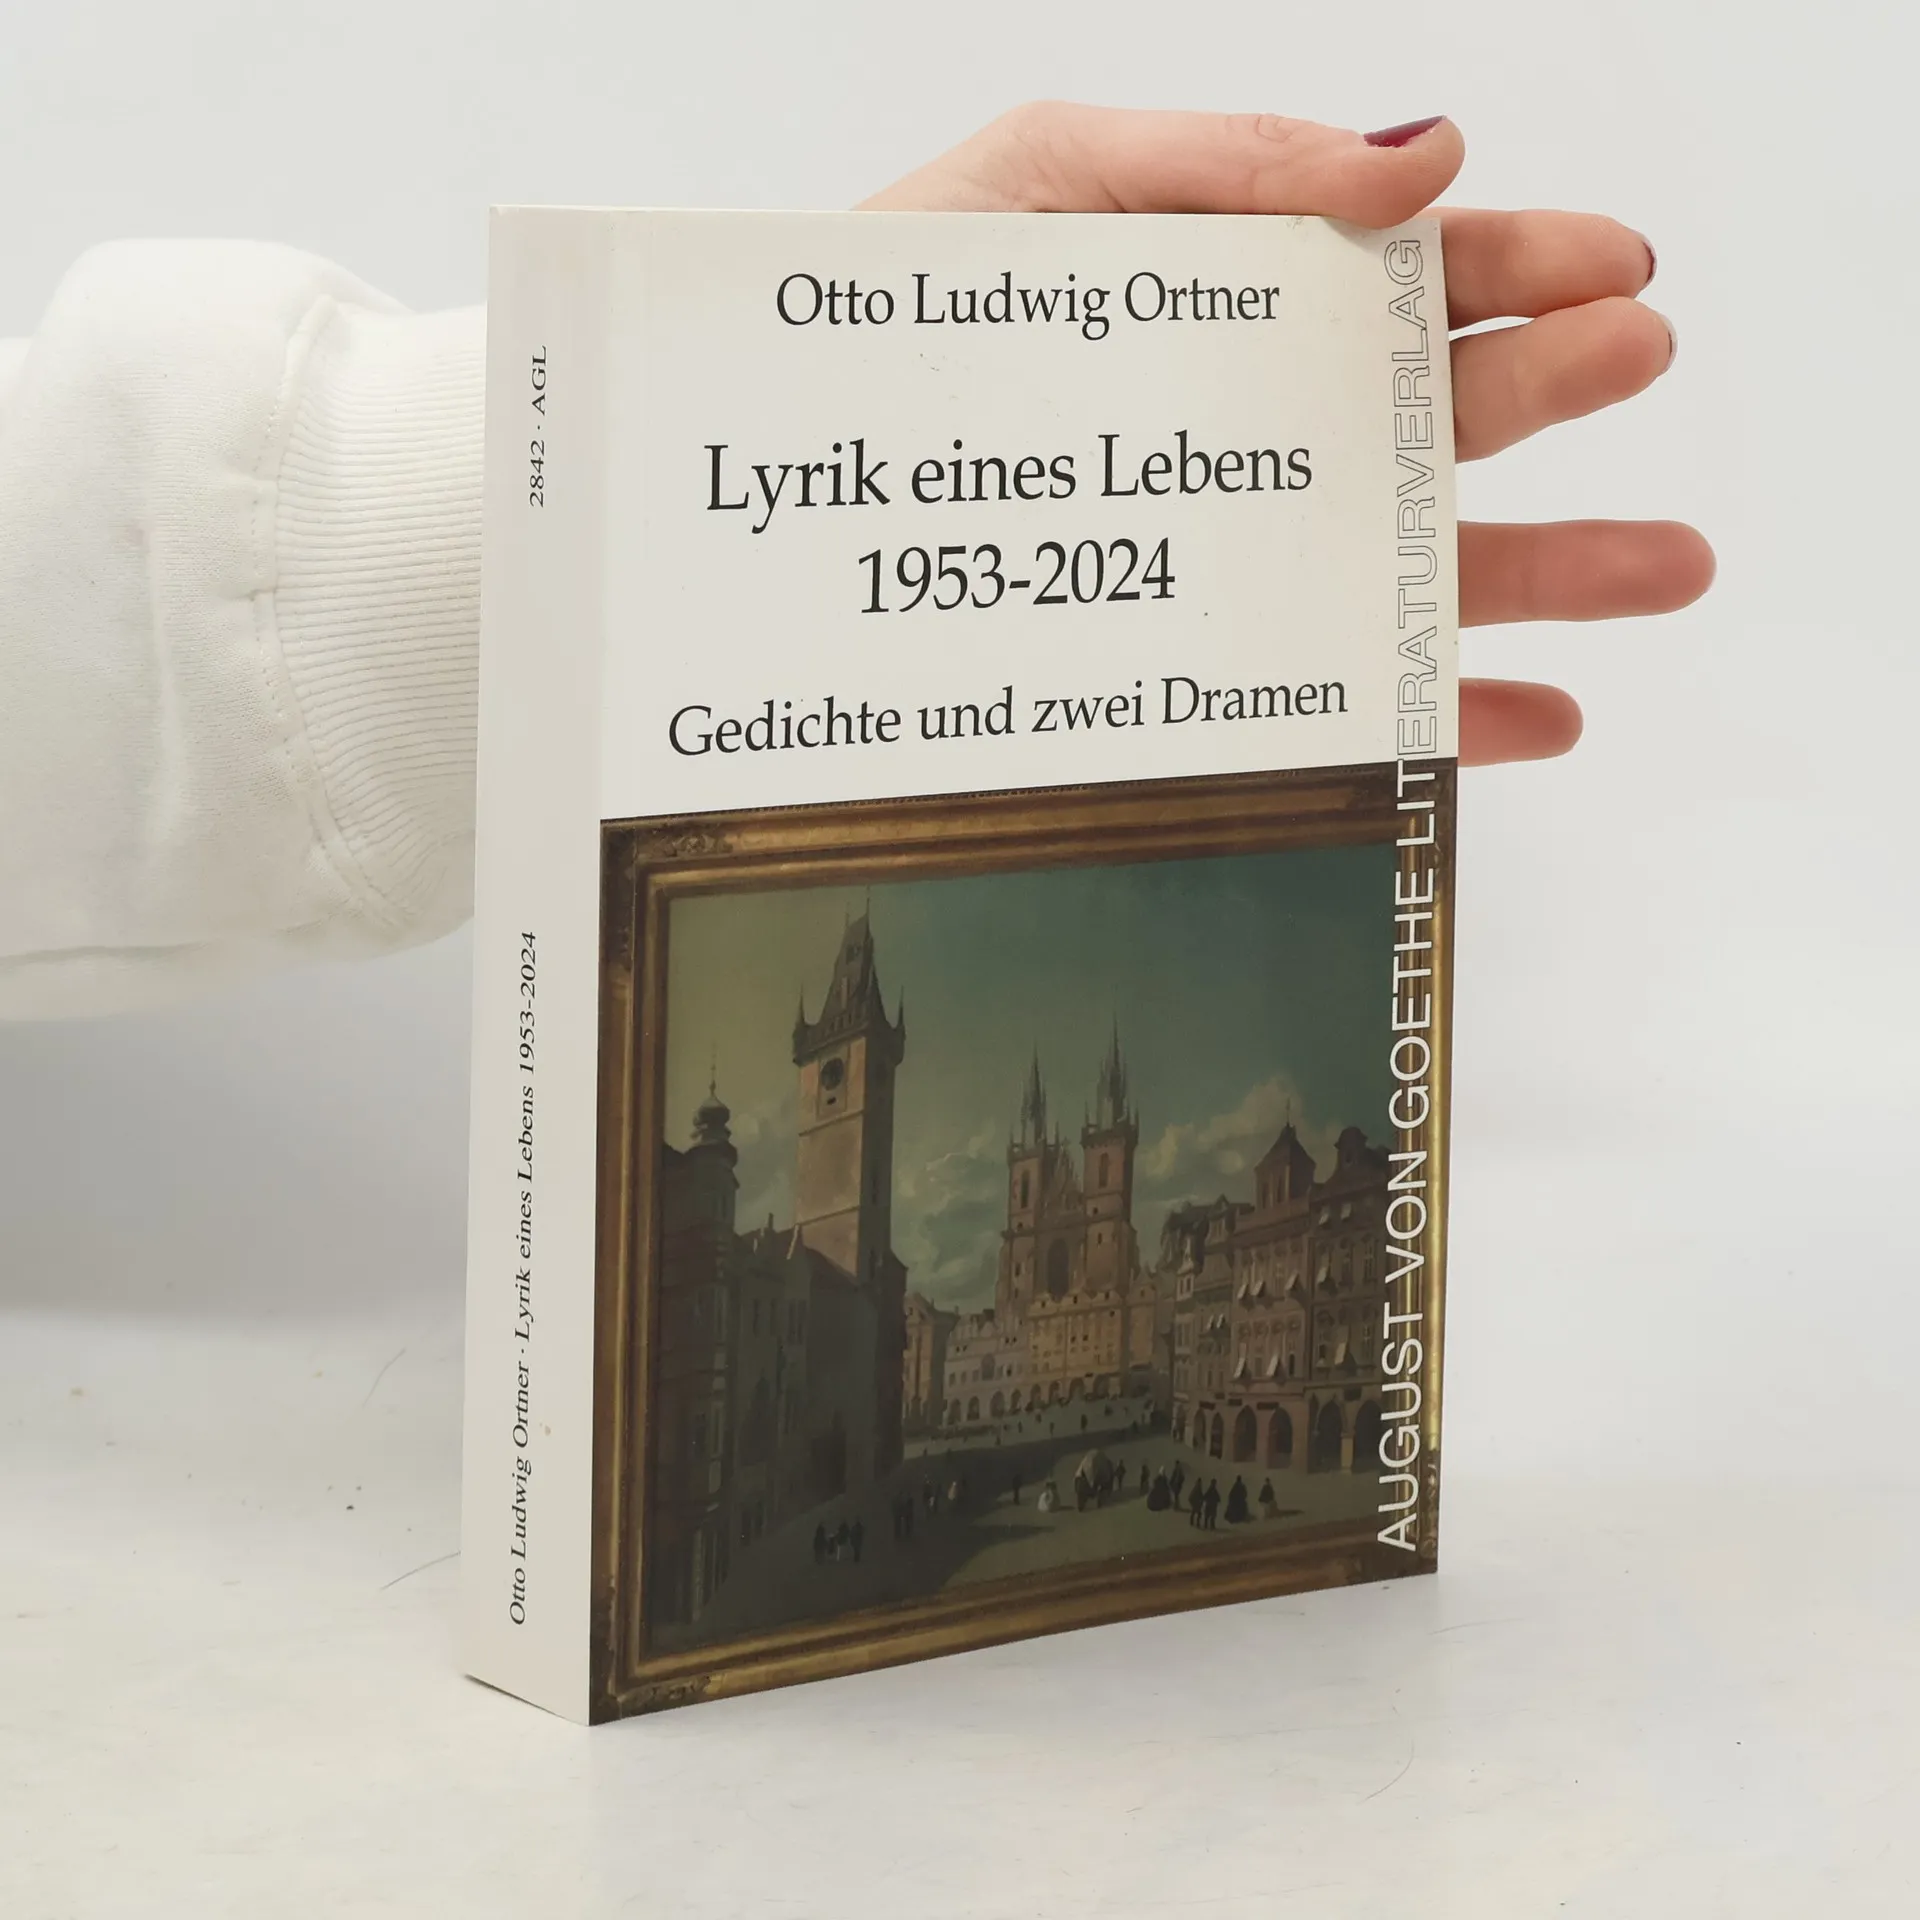 Otto Ludwig Ortner
Lyrik eines Lebens
1953-2024
Gedichte und zwei Dramen
AUGUST VON GOETHE LITERATURVERLAG
2842 · AGL
Otto Ludwig Ortner · Lyrik eines Lebens 1953-2024